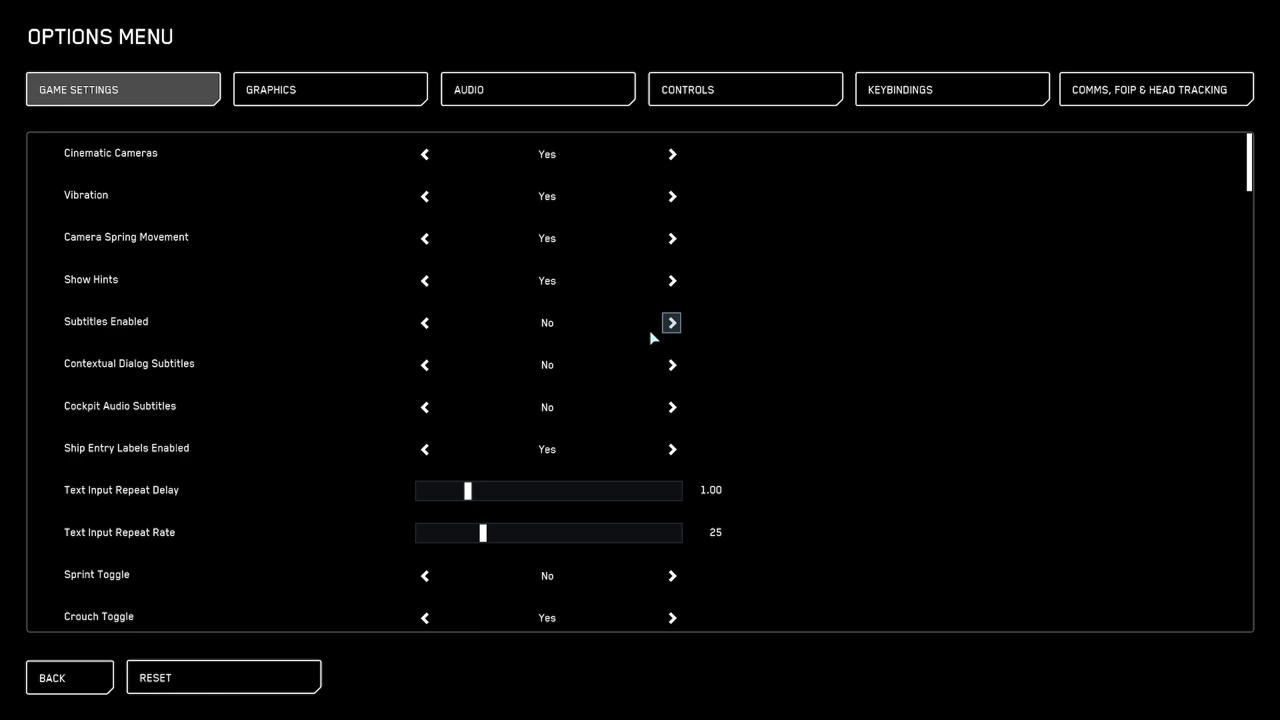 OPTIONS MENU
GAME SETTINGS GRAPHICS AUDIO CONTROLS KEYBINDINGS COMMS, FOIP & HEAD TRACKING
Cinematic Cameras Yes
Vibration Yes
Camera Spring Movement Yes
Show Hints Yes
Subtitles Enabled No
Contextual Dialog Subtitles No
Cockpit Audio Subtitles No
Ship Entry Labels Enabled Yes
Text Input Repeat Delay 1.00
Text Input Repeat Rate 25
Sprint Toggle No
Crouch Toggle Yes
BACK RESET